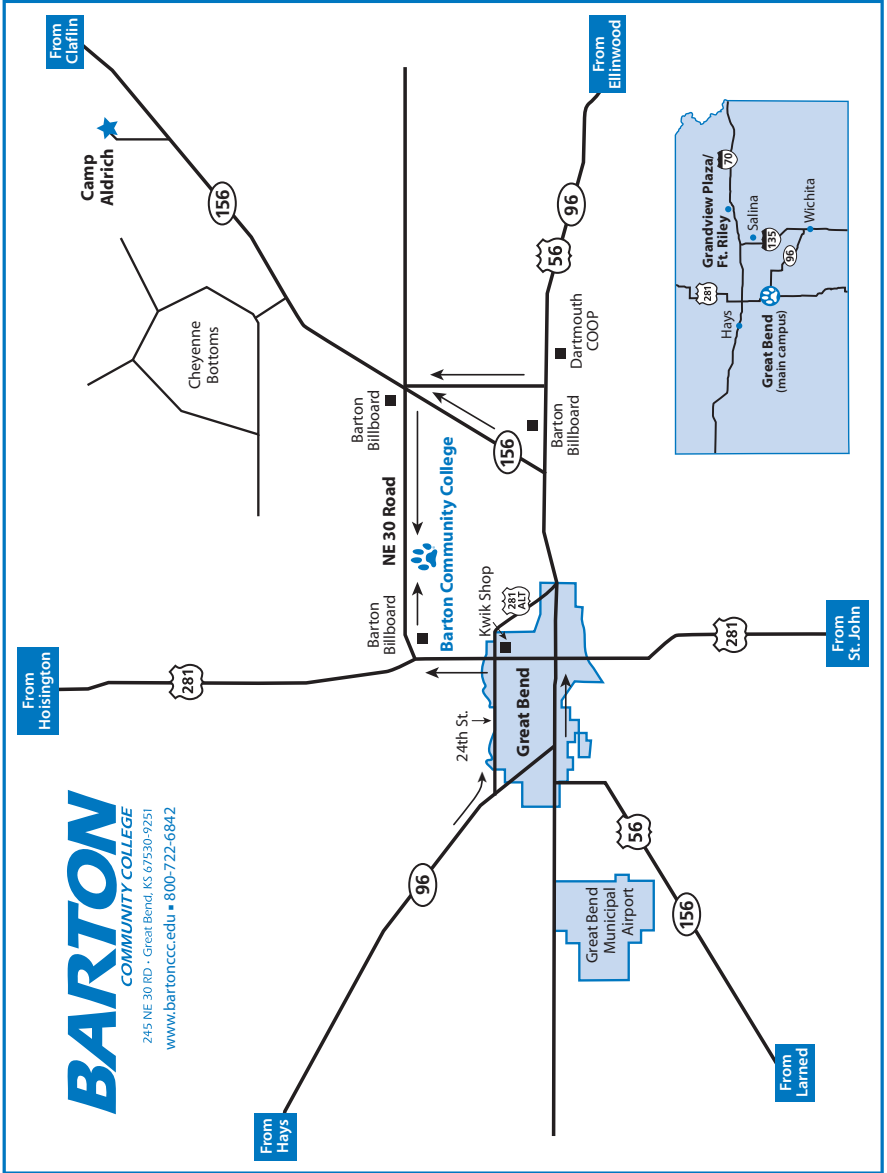 BARTON
COMMUNITY COLLEGE
245 NE 30 RD · Great Bend, KS 67530-9251
www.bartonccc.edu ▪ 800-722-6842
From
Hays
96
From
Hoisington
281
24th St.
Great Bend
Kwik Shop
281
ALT
Barton
Billboard
NE 30 Road
Barton Community College
Barton
Billboard
156
Cheyenne
Bottoms
156
Camp
Aldrich
From
Claflin
Barton
Billboard
Dartmouth
COOP
56
96
From
Ellinwood
Great Bend
Municipal
Airport
56
156
From
Larned
281
From
St. John
Hays
281
Great Bend
(main campus)
Grandview Plaza/
Ft. Riley
70
Salina
135
96
Wichita